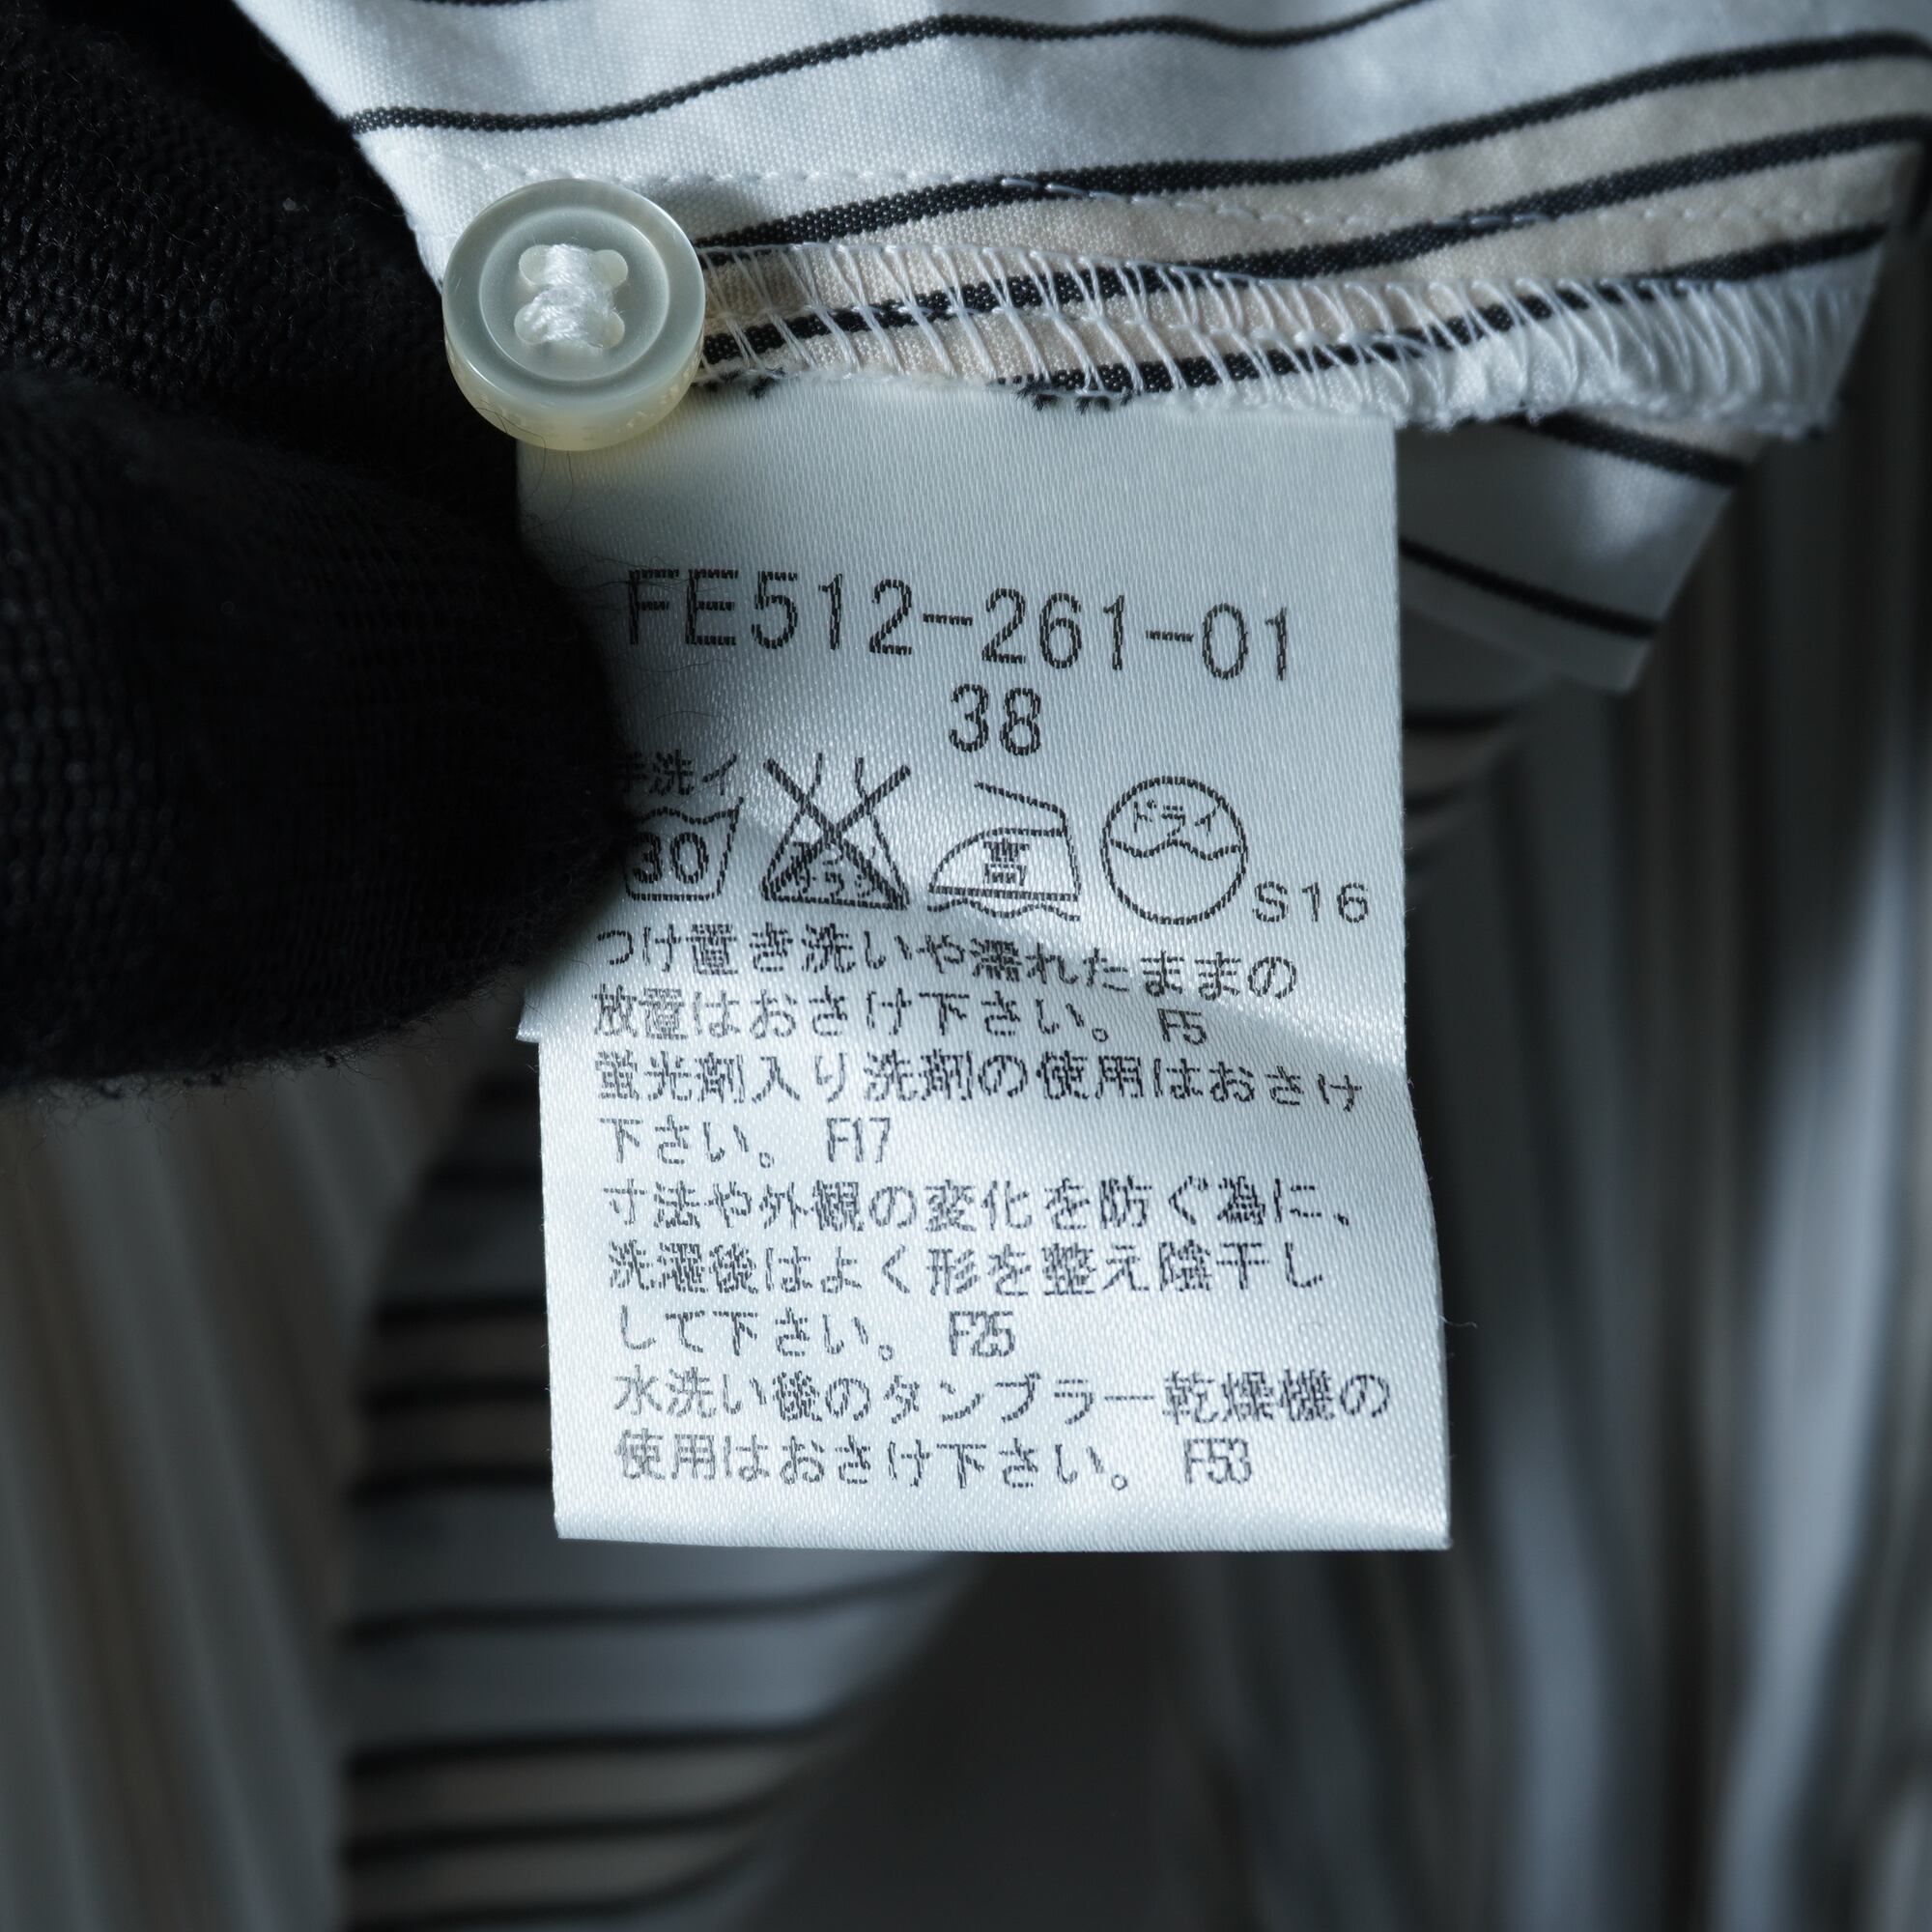 FE512-261-01
38
手洗イ
30
ドライ
高
S16
つけ置き洗いや濡れたままの
放置はおさけ下さい。 F5
蛍光剤入り洗剤の使用はおさけ
下さい。 F17
寸法や外観の変化を防ぐ為に、
洗濯後はよく形を整え陰干し
して下さい。 F25
水洗い後のタンブラー乾燥機の
使用はおさけ下さい。 F53